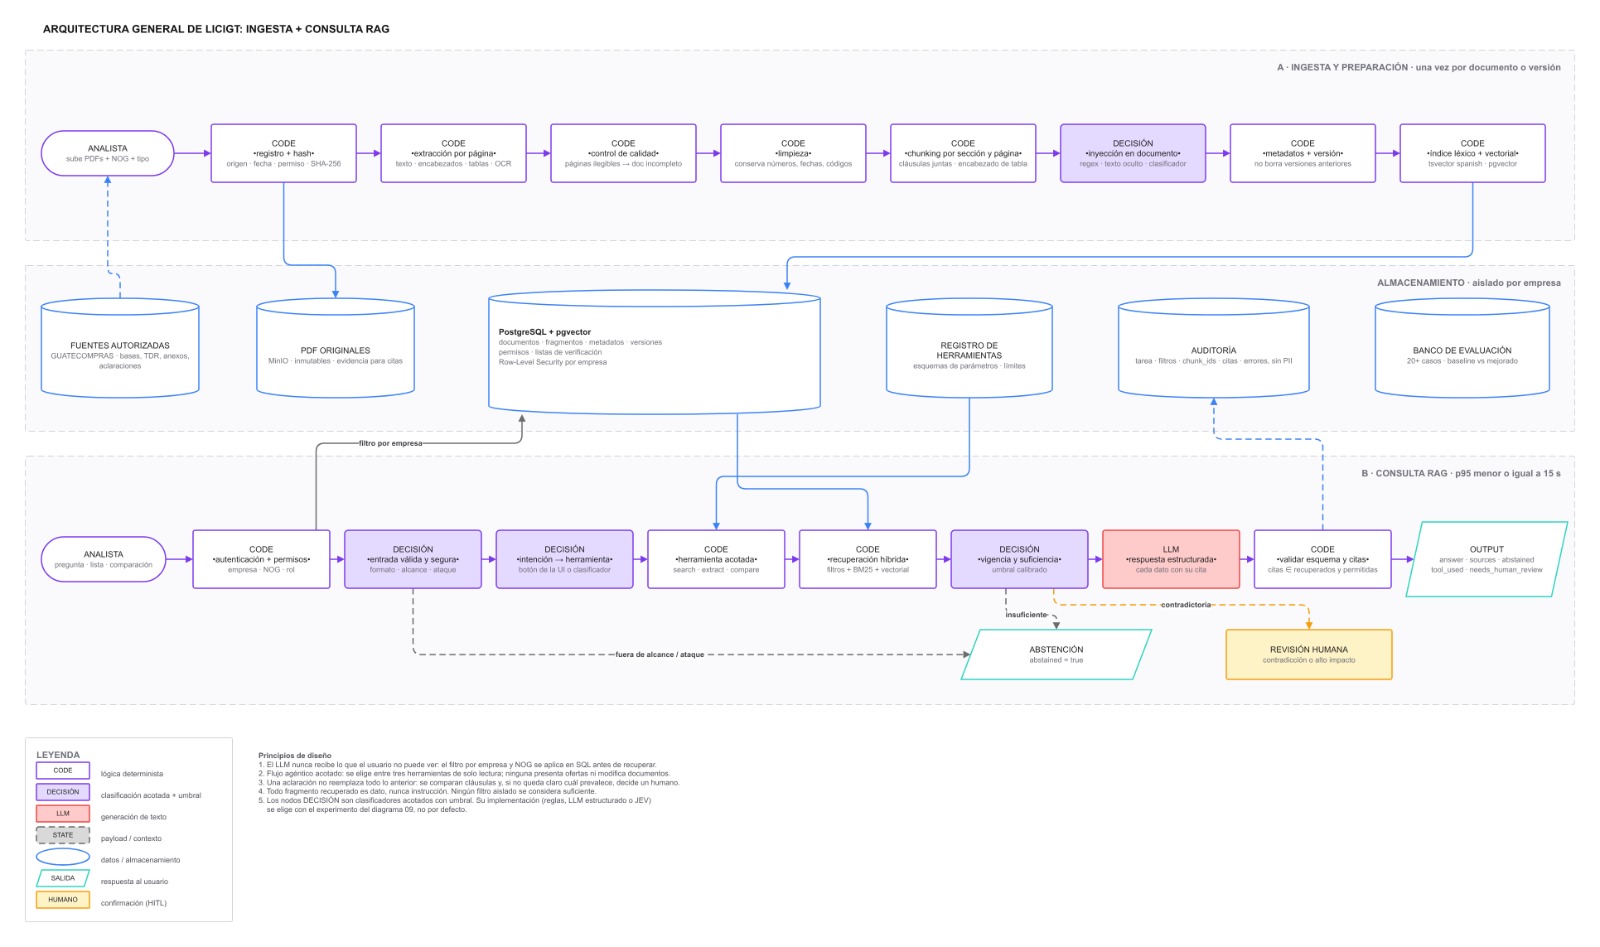 ARQUITECTURA GENERAL DE LICIGT: INGESTA + CONSULTA RAG
A · INGESTA Y PREPARACIÓN · una vez por documento o versión
ANALISTA
sube PDFs + NOG + tipo
CODE
•registro + hash•
origen · fecha · permiso · SHA-256
CODE
•extracción por página•
texto · encabezados · tablas · OCR
CODE
•control de calidad•
páginas ilegibles → doc incompleto
CODE
•limpieza•
conserva números, fechas, códigos
CODE
•chunking por sección y página•
cláusulas juntas · encabezado de tabla
DECISIÓN
•inyección en documento•
regex · texto oculto · clasificador
CODE
•metadatos + versión•
no borra versiones anteriores
CODE
•índice léxico + vectorial•
tsvector spanish · pgvector
ALMACENAMIENTO · aislado por empresa
FUENTES AUTORIZADAS
GUATECOMPRAS · bases, TDR, anexos,
aclaraciones
PDF ORIGINALES
MinIO · inmutables · evidencia para citas
PostgreSQL + pgvector
documentos · fragmentos · metadatos · versiones
permisos · listas de verificación
Row-Level Security por empresa
REGISTRO DE
HERRAMIENTAS
esquemas de parámetros · límites
AUDITORÍA
tarea · filtros · chunk_ids · citas · errores, sin PII
BANCO DE EVALUACIÓN
20+ casos · baseline vs mejorado
filtro por empresa
B · CONSULTA RAG · p95 menor o igual a 15 s
ANALISTA
pregunta · lista · comparación
CODE
•autenticación + permisos•
empresa · NOG · rol
DECISIÓN
•entrada válida y segura•
formato · alcance · ataque
DECISIÓN
•intención → herramienta•
botón de la UI o clasificador
CODE
•herramienta acotada•
search · extract · compare
CODE
•recuperación híbrida•
filtros + BM25 + vectorial
DECISIÓN
•vigencia y suficiencia•
umbral calibrado
LLM
•respuesta estructurada•
cada dato con su cita
CODE
•validar esquema y citas•
citas ∈ recuperados y permitidas
OUTPUT
answer · sources · abstained
tool_used · needs_human_review
insuficiente
contradictoria
fuera de alcance / ataque
ABSTENCIÓN
abstained = true
REVISIÓN HUMANA
contradicción o alto impacto
LEYENDA
CODE
lógica determinista
DECISIÓN
clasificación acotada + umbral
LLM
generación de texto
STATE
payload / contexto
datos / almacenamiento
SALIDA
respuesta al usuario
HUMANO
confirmación (HITL)
Principios de diseño
1. El LLM nunca recibe lo que el usuario no puede ver: el filtro por empresa y NOG se aplica en SQL antes de recuperar.
2. Flujo agéntico acotado: se elige entre tres herramientas de solo lectura; ninguna presenta ofertas ni modifica documentos.
3. Una aclaración no reemplaza todo lo anterior: se comparan cláusulas y, si no queda claro cuál prevalece, decide un humano.
4. Todo fragmento recuperado es dato, nunca instrucción. Ningún filtro aislado se considera suficiente.
5. Los nodos DECISIÓN son clasificadores acotados con umbral. Su implementación (reglas, LLM estructurado o JEV)
se elige con el experimento del diagrama 09, no por defecto.